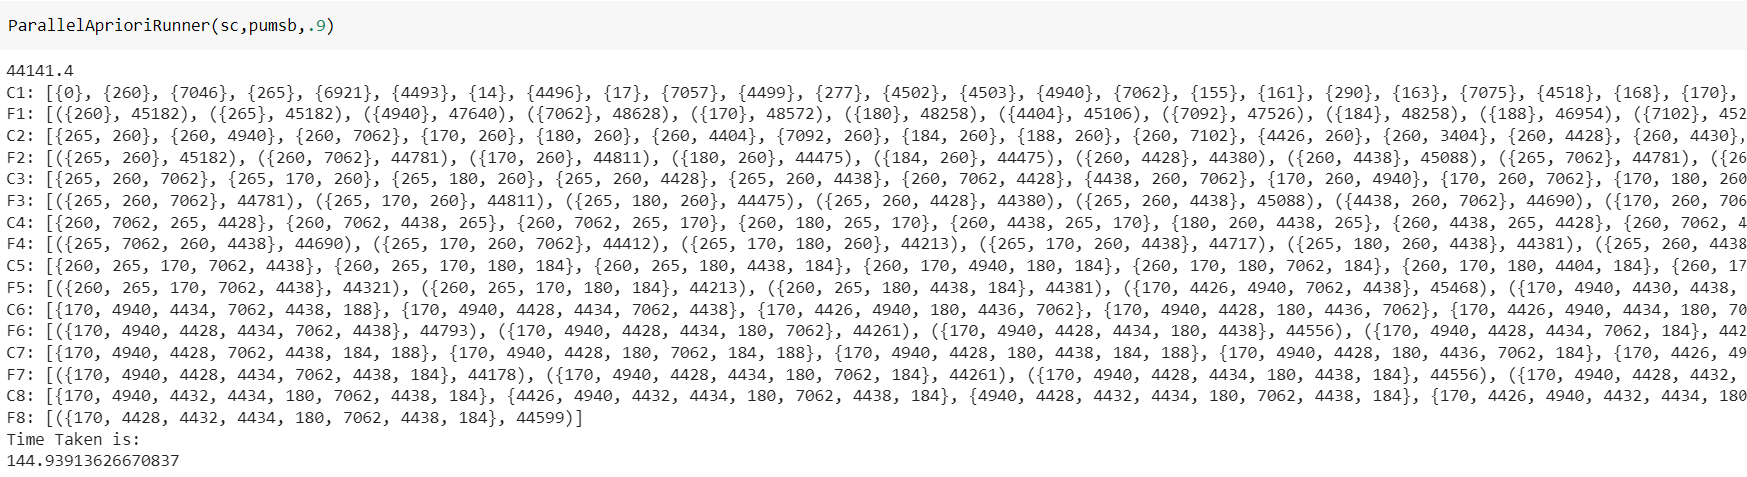 ParallelAprioriRunner(sc,pumsb,.9)
44141.4
C1: [{0}, {260}, {7046}, {265}, {6921}, {4493}, {14}, {4496}, {17}, {7057}, {4499}, {277}, {4502}, {4503}, {4940}, {7062}, {155}, {161}, {290}, {163}, {7075}, {4518}, {168}, {170},
F1: [({260}, 45182), ({265}, 45182), ({4940}, 47640), ({7062}, 48628), ({170}, 48572), ({180}, 48258), ({4404}, 45106), ({7092}, 47526), ({184}, 48258), ({188}, 46954), ({7102}, 452
C2: [{265, 260}, {260, 4940}, {260, 7062}, {170, 260}, {180, 260}, {260, 4404}, {7092, 260}, {184, 260}, {188, 260}, {260, 7102}, {4426, 260}, {260, 3404}, {260, 4428}, {260, 4430},
F2: [({265, 260}, 45182), ({260, 7062}, 44781), ({170, 260}, 44811), ({180, 260}, 44475), ({184, 260}, 44475), ({260, 4428}, 44380), ({260, 4438}, 45088), ({265, 7062}, 44781), ({26
C3: [{265, 260, 7062}, {265, 170, 260}, {265, 180, 260}, {265, 260, 4428}, {265, 260, 4438}, {260, 7062, 4428}, {4438, 260, 7062}, {170, 260, 4940}, {170, 260, 7062}, {170, 180, 260
F3: [({265, 260, 7062}, 44781), ({265, 170, 260}, 44811), ({265, 180, 260}, 44475), ({265, 260, 4428}, 44380), ({265, 260, 4438}, 45088), ({4438, 260, 7062}, 44690), ({170, 260, 706
C4: [{260, 7062, 265, 4428}, {260, 7062, 4438, 265}, {260, 7062, 265, 170}, {260, 180, 265, 170}, {260, 4438, 265, 170}, {180, 260, 4438, 265}, {260, 4438, 265, 4428}, {260, 7062, 4
F4: [({265, 7062, 260, 4438}, 44690), ({265, 170, 260, 7062}, 44412), ({265, 170, 180, 260}, 44213), ({265, 170, 260, 4438}, 44717), ({265, 180, 260, 4438}, 44381), ({265, 260, 4438
C5: [{260, 265, 170, 7062, 4438}, {260, 265, 170, 180, 184}, {260, 265, 180, 4438, 184}, {260, 170, 4940, 180, 184}, {260, 170, 180, 7062, 184}, {260, 170, 180, 4404, 184}, {260, 17
F5: [({260, 265, 170, 7062, 4438}, 44321), ({260, 265, 170, 180, 184}, 44213), ({260, 265, 180, 4438, 184}, 44381), ({170, 4426, 4940, 7062, 4438}, 45468), ({170, 4940, 4430, 4438,
C6: [{170, 4940, 4434, 7062, 4438, 188}, {170, 4940, 4428, 4434, 7062, 4438}, {170, 4426, 4940, 180, 4436, 7062}, {170, 4940, 4428, 180, 4436, 7062}, {170, 4426, 4940, 4434, 180, 70
F6: [({170, 4940, 4428, 4434, 7062, 4438}, 44793), ({170, 4940, 4428, 4434, 180, 7062}, 44261), ({170, 4940, 4428, 4434, 180, 4438}, 44556), ({170, 4940, 4428, 4434, 7062, 184}, 442
C7: [{170, 4940, 4428, 7062, 4438, 184, 188}, {170, 4940, 4428, 180, 7062, 184, 188}, {170, 4940, 4428, 180, 4438, 184, 188}, {170, 4940, 4428, 180, 4436, 7062, 184}, {170, 4426, 49
F7: [({170, 4940, 4428, 4434, 7062, 4438, 184}, 44178), ({170, 4940, 4428, 4434, 180, 7062, 184}, 44261), ({170, 4940, 4428, 4434, 180, 4438, 184}, 44556), ({170, 4940, 4428, 4432,
C8: [{170, 4940, 4432, 4434, 180, 7062, 4438, 184}, {4426, 4940, 4432, 4434, 180, 7062, 4438, 184}, {4940, 4428, 4432, 4434, 180, 7062, 4438, 184}, {170, 4426, 4940, 4432, 4434, 180
F8: [({170, 4428, 4432, 4434, 180, 7062, 4438, 184}, 44599)]
Time Taken is:
144.93913626670837